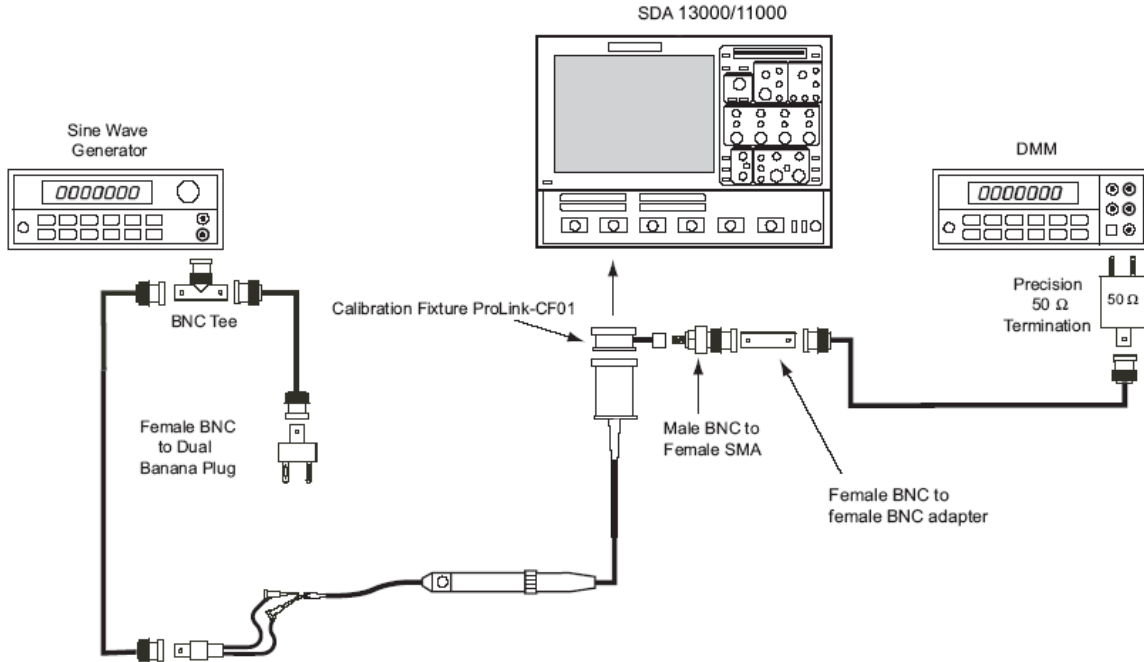 SDA 13000/11000
Sine Wave
Generator
0000000
DMM
0000000
Precision
50 Ω
Termination
50 Ω
BNC Tee
Calibration Fixture ProLink-CF01
Female BNC
to Dual
Banana Plug
Male BNC to
Female SMA
Female BNC to
female BNC adapter